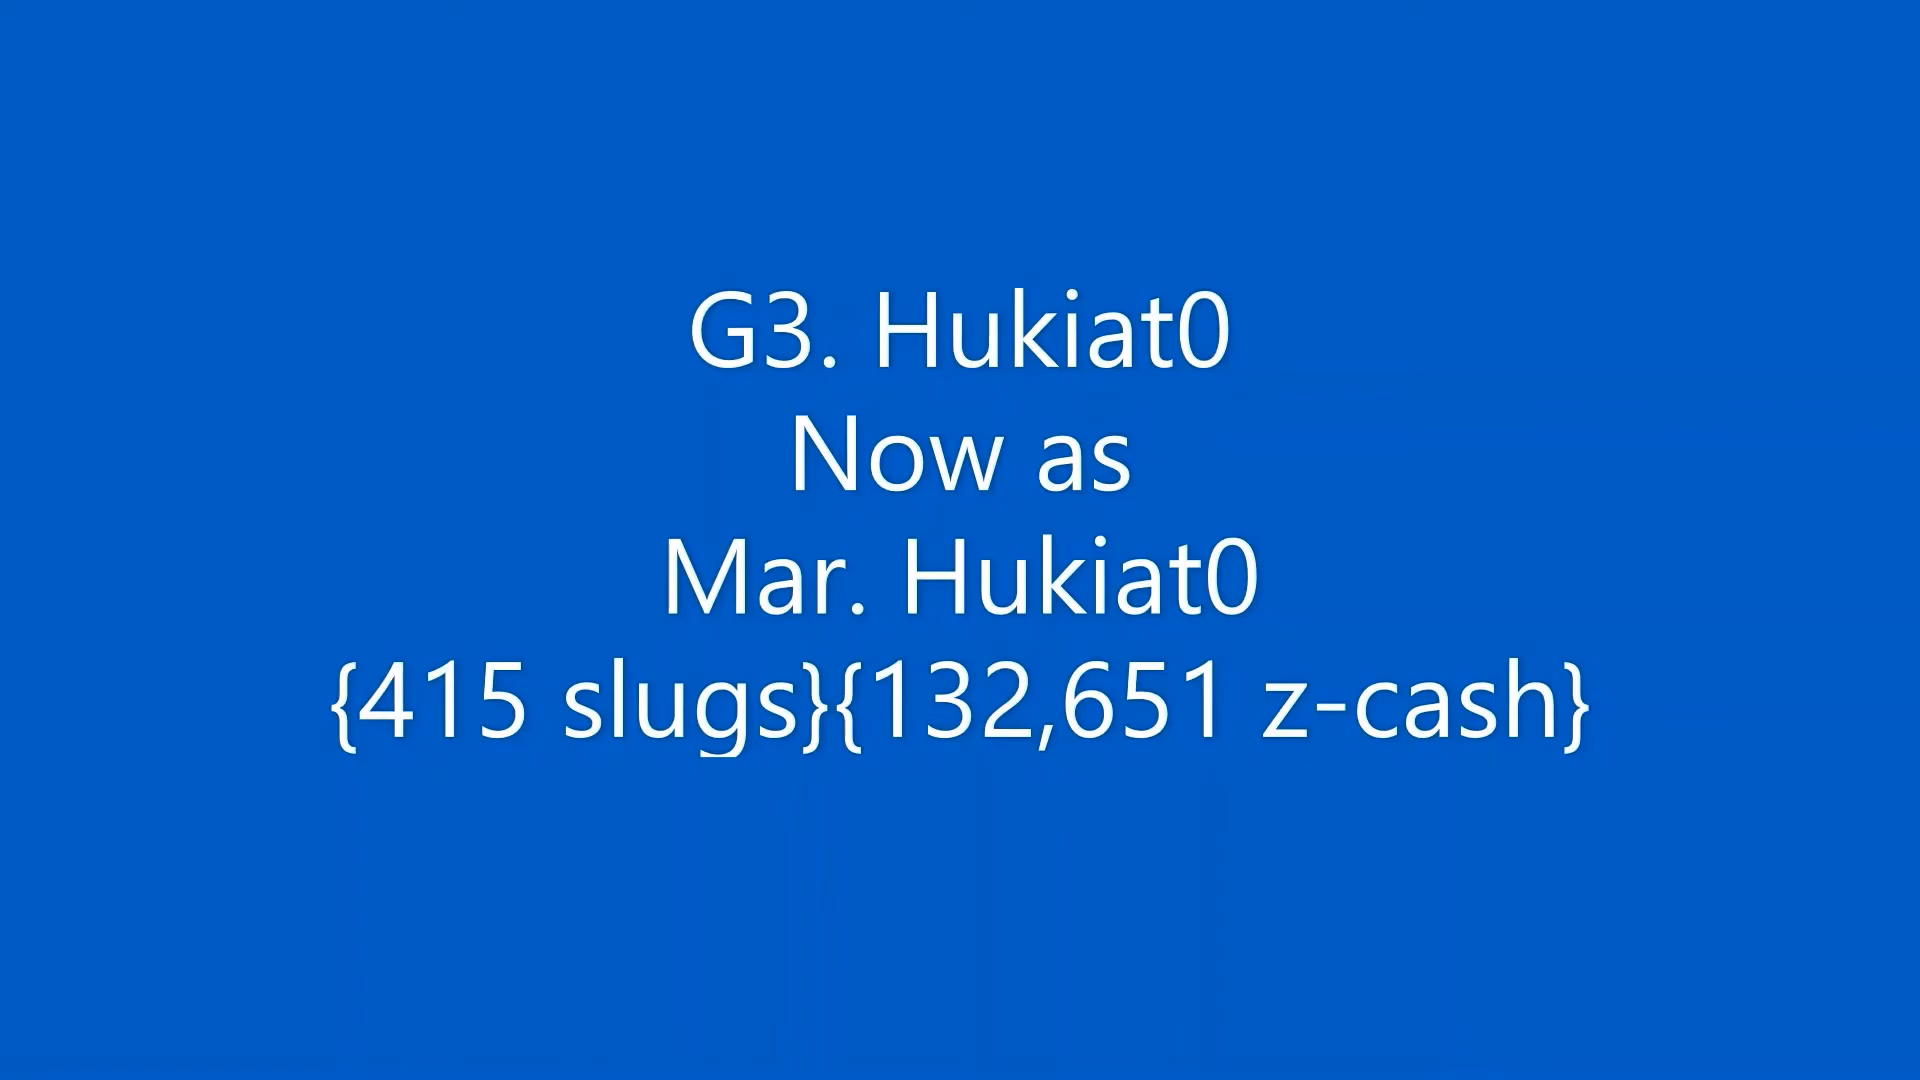 G3. Hukiat0
Now as
Mar. Hukiat0
{415 slugs}{132,651 z-cash}